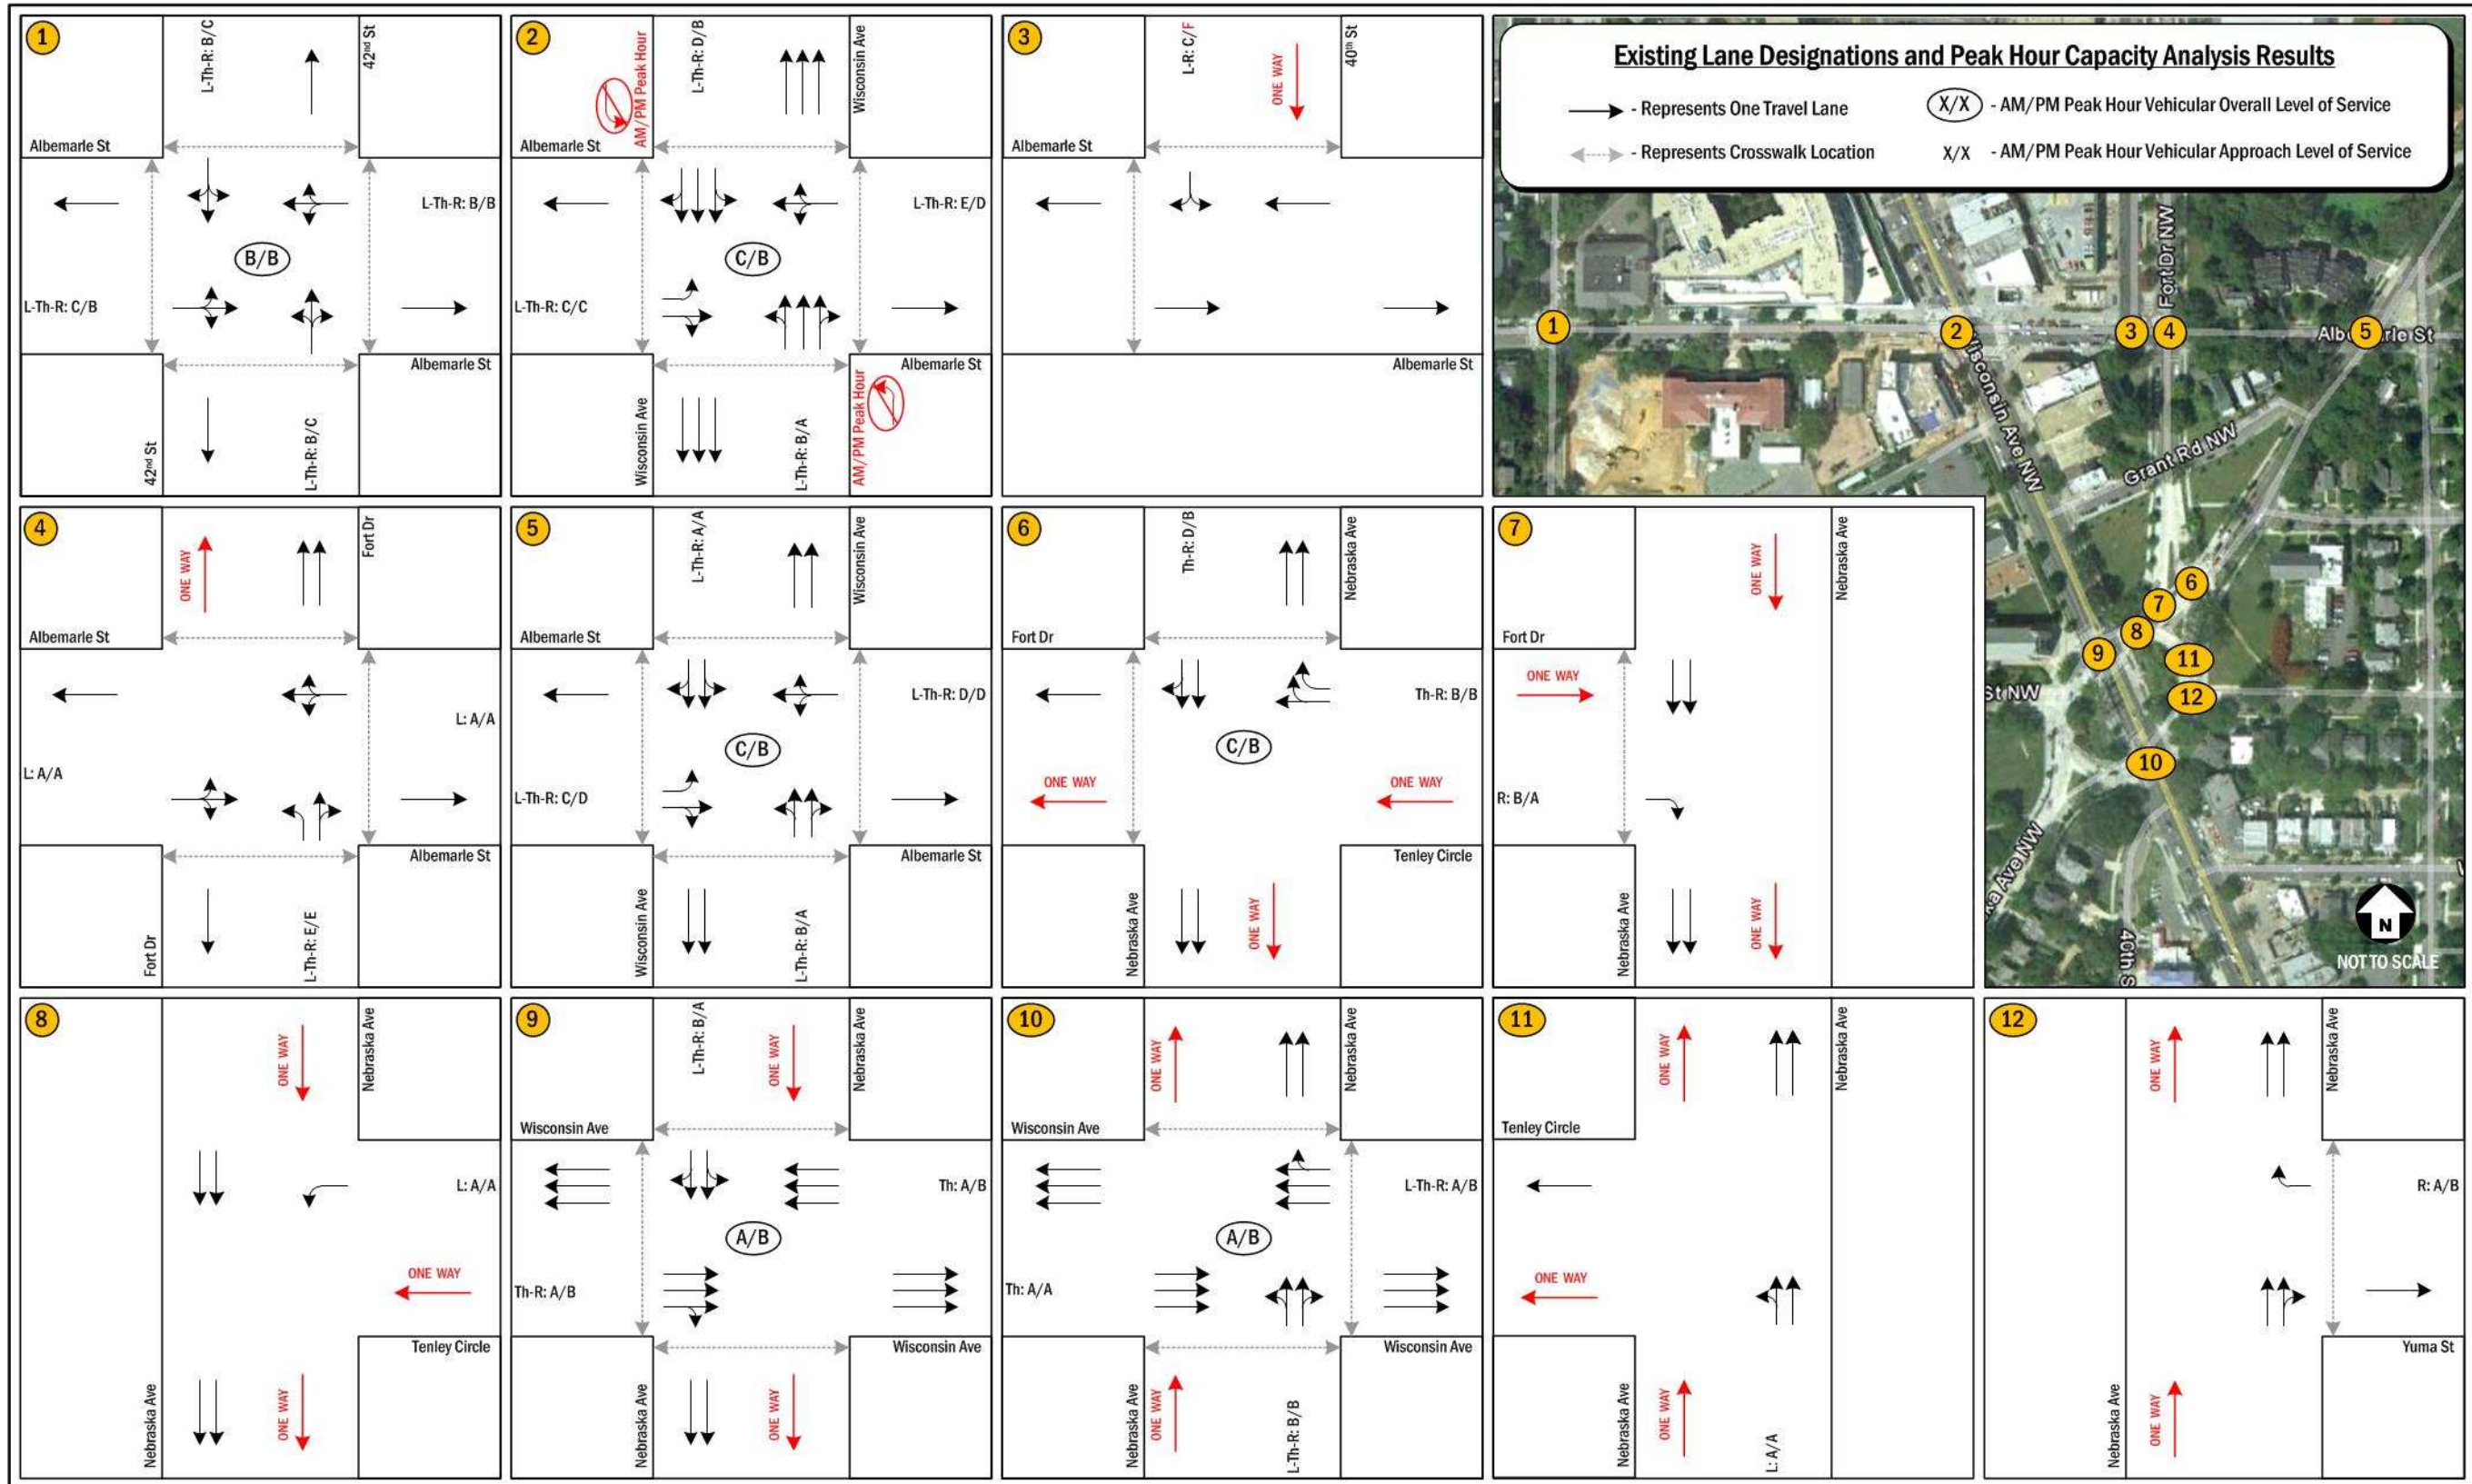 1
L-Th-R: B/C
42nd St
Albemarle St
L-Th-R: B/B
B/B
L-Th-R: C/B
Albemarle St
42nd St
L-Th-R: B/C
2
AM/PM Peak Hour
L-Th-R: D/B
Wisconsin Ave
Albemarle St
L-Th-R: E/D
C/B
L-Th-R: C/C
Albemarle St
Wisconsin Ave
L-Th-R: B/A
AM/PM Peak Hour
3
L-R: C/F
ONE WAY
40th St
Albemarle St
Albemarle St
Existing Lane Designations and Peak Hour Capacity Analysis Results
- Represents One Travel Lane
X/X - AM/PM Peak Hour Vehicular Overall Level of Service
- Represents Crosswalk Location
X/X - AM/PM Peak Hour Vehicular Approach Level of Service
Fort Dr NW
1
2
3
4
5
Alb
rle St
Wisconsin Ave NW
Grant Rd NW
6
7
8
9
11
12
St NW
10
ka Ave NW
40th S
N
NOT TO SCALE
4
ONE WAY
Fort Dr
Albemarle St
L: A/A
L: A/A
Albemarle St
Fort Dr
L-Th-R: E/E
5
L-Th-R: A/A
Wisconsin Ave
Albemarle St
L-Th-R: D/D
C/B
L-Th-R: C/D
Albemarle St
Wisconsin Ave
L-Th-R: B/A
6
Th-R: D/B
Nebraska Ave
Fort Dr
Th-R: B/B
C/B
ONE WAY
ONE WAY
Tenley Circle
Nebraska Ave
ONE WAY
7
ONE WAY
Nebraska Ave
Fort Dr
ONE WAY
R: B/A
Nebraska Ave
ONE WAY
8
ONE WAY
Nebraska Ave
L: A/A
ONE WAY
Tenley Circle
Nebraska Ave
ONE WAY
9
L-Th-R: B/A
ONE WAY
Nebraska Ave
Wisconsin Ave
Th: A/B
A/B
Th-R: A/B
Wisconsin Ave
Nebraska Ave
ONE WAY
10
ONE WAY
Nebraska Ave
Wisconsin Ave
L-Th-R: A/B
A/B
Th: A/A
Wisconsin Ave
Nebraska Ave
ONE WAY
L-Th-R: B/B
11
ONE WAY
Nebraska Ave
Tenley Circle
ONE WAY
Nebraska Ave
ONE WAY
L: A/A
12
ONE WAY
Nebraska Ave
R: A/B
Yuma St
Nebraska Ave
ONE WAY